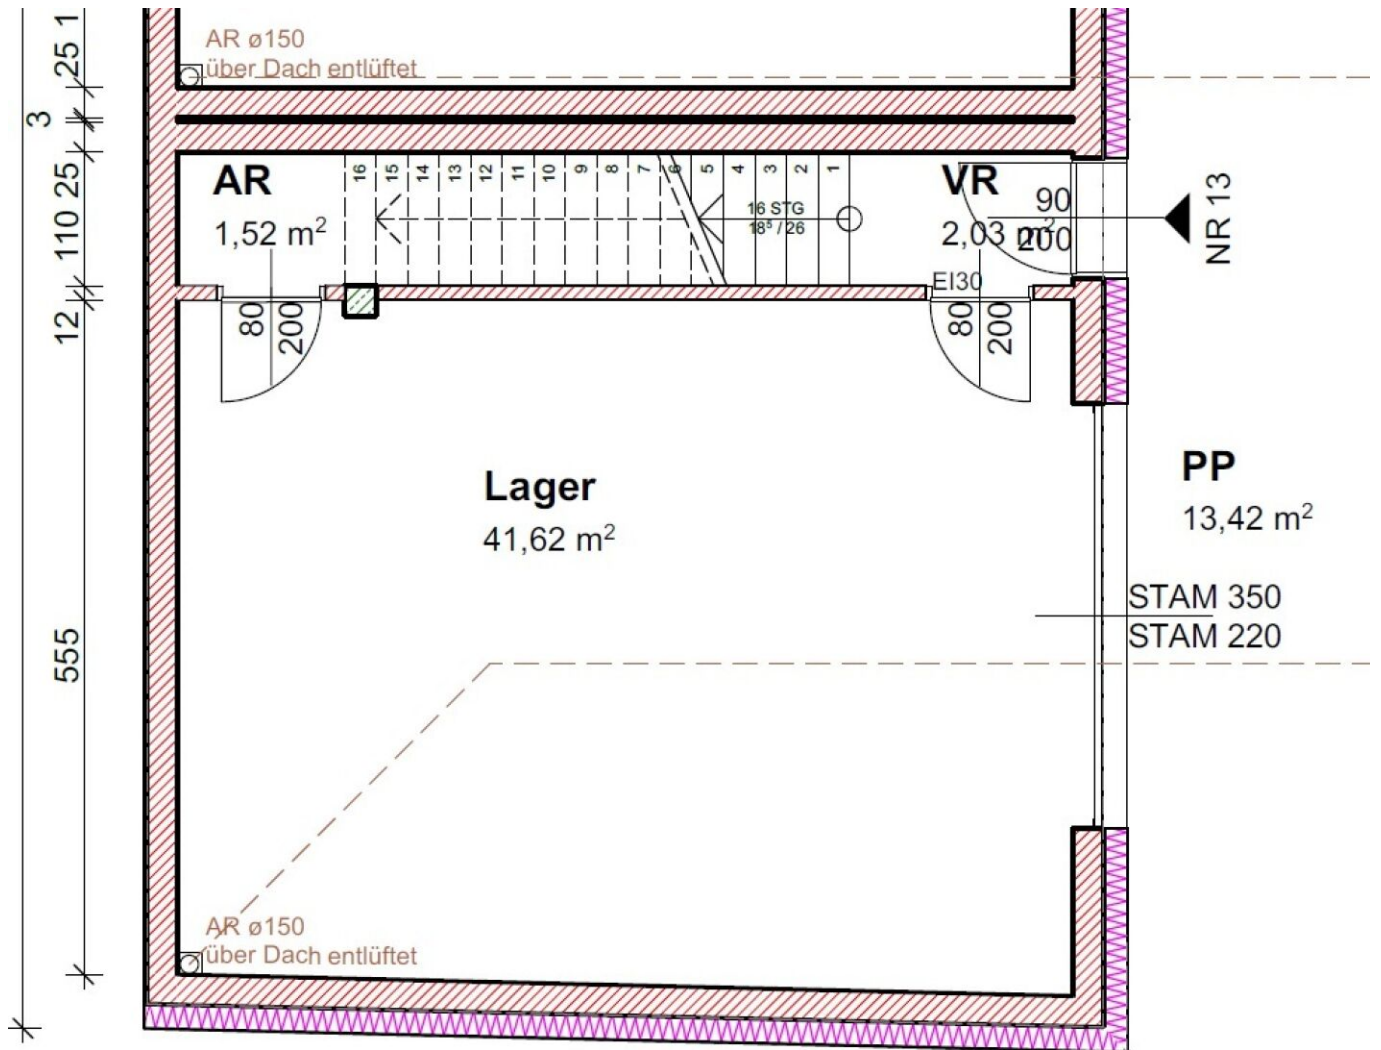 25 1
AR ø150
über Dach entlüftet
3
25
110
AR
1,52 m²
16 15 14 13 12 11 10 9 8 7 6 5 4 3 2 1
16 STG
18⁵ / 26
VR
2,03 m²
90
200
NR 13
EI30
12
80
200
80
200
Lager
41,62 m²
PP
13,42 m²
STAM 350
STAM 220
555
AR ø150
über Dach entlüftet